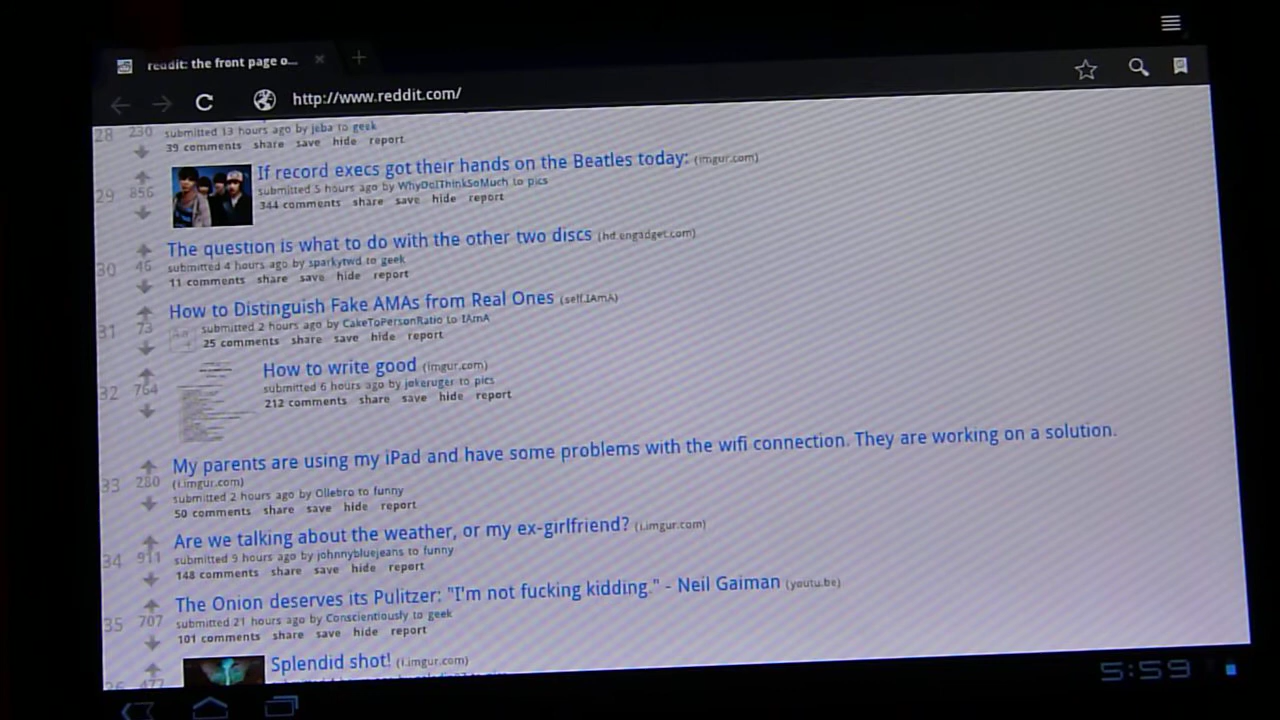 reddit: the front page o...
http://www.reddit.com/
28 230 submitted 13 hours ago by jeba to geek
39 comments share save hide report
If record execs got their hands on the Beatles today: (imgur.com)
29 856 submitted 5 hours ago by WhyDoIThinkSoMuch to pics
344 comments share save hide report
The question is what to do with the other two discs (hd.engadget.com)
30 46 submitted 4 hours ago by sparkytwd to geek
11 comments share save hide report
How to Distinguish Fake AMAs from Real Ones (self.IAmA)
31 73 submitted 2 hours ago by CakeToPersonRatio to IAmA
25 comments share save hide report
How to write good (imgur.com)
32 764 submitted 6 hours ago by jokeruger to pics
212 comments share save hide report
My parents are using my iPad and have some problems with the wifi connection. They are working on a solution.
33 280 (i.imgur.com)
submitted 2 hours ago by Ollebro to funny
50 comments share save hide report
Are we talking about the weather, or my ex-girlfriend? (i.imgur.com)
34 911 submitted 9 hours ago by johnnybluejeans to funny
148 comments share save hide report
The Onion deserves its Pulitzer: "I'm not fucking kidding." - Neil Gaiman (youtu.be)
35 707 submitted 21 hours ago by Conscientiously to geek
101 comments share save hide report
Splendid shot! (i.imgur.com)
5:59